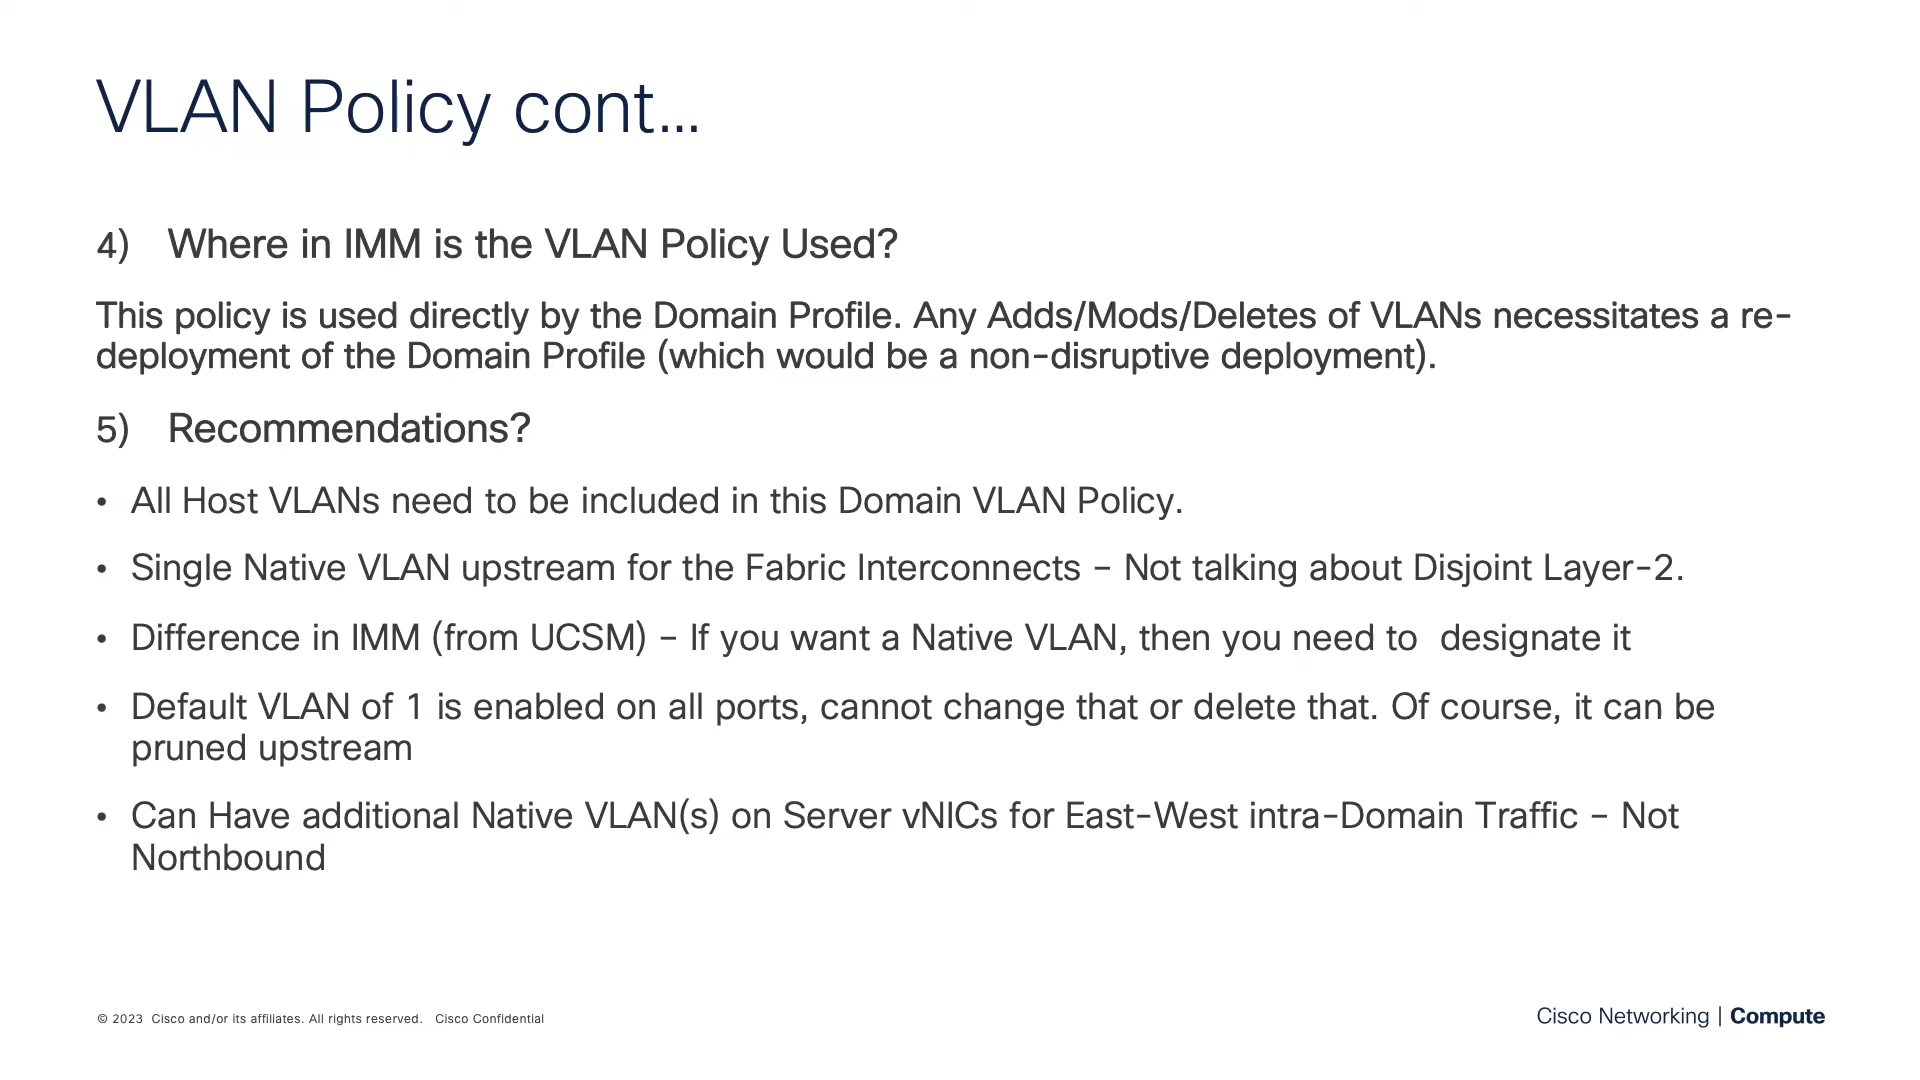 VLAN Policy cont…
4) Where in IMM is the VLAN Policy Used?
This policy is used directly by the Domain Profile. Any Adds/Mods/Deletes of VLANs necessitates a re-
deployment of the Domain Profile (which would be a non-disruptive deployment).
5) Recommendations?
• All Host VLANs need to be included in this Domain VLAN Policy.
• Single Native VLAN upstream for the Fabric Interconnects – Not talking about Disjoint Layer-2.
• Difference in IMM (from UCSM) – If you want a Native VLAN, then you need to  designate it
• Default VLAN of 1 is enabled on all ports, cannot change that or delete that. Of course, it can be
pruned upstream
• Can Have additional Native VLAN(s) on Server vNICs for East-West intra-Domain Traffic – Not
Northbound
© 2023 Cisco and/or its affiliates. All rights reserved. Cisco Confidential
Cisco Networking | Compute